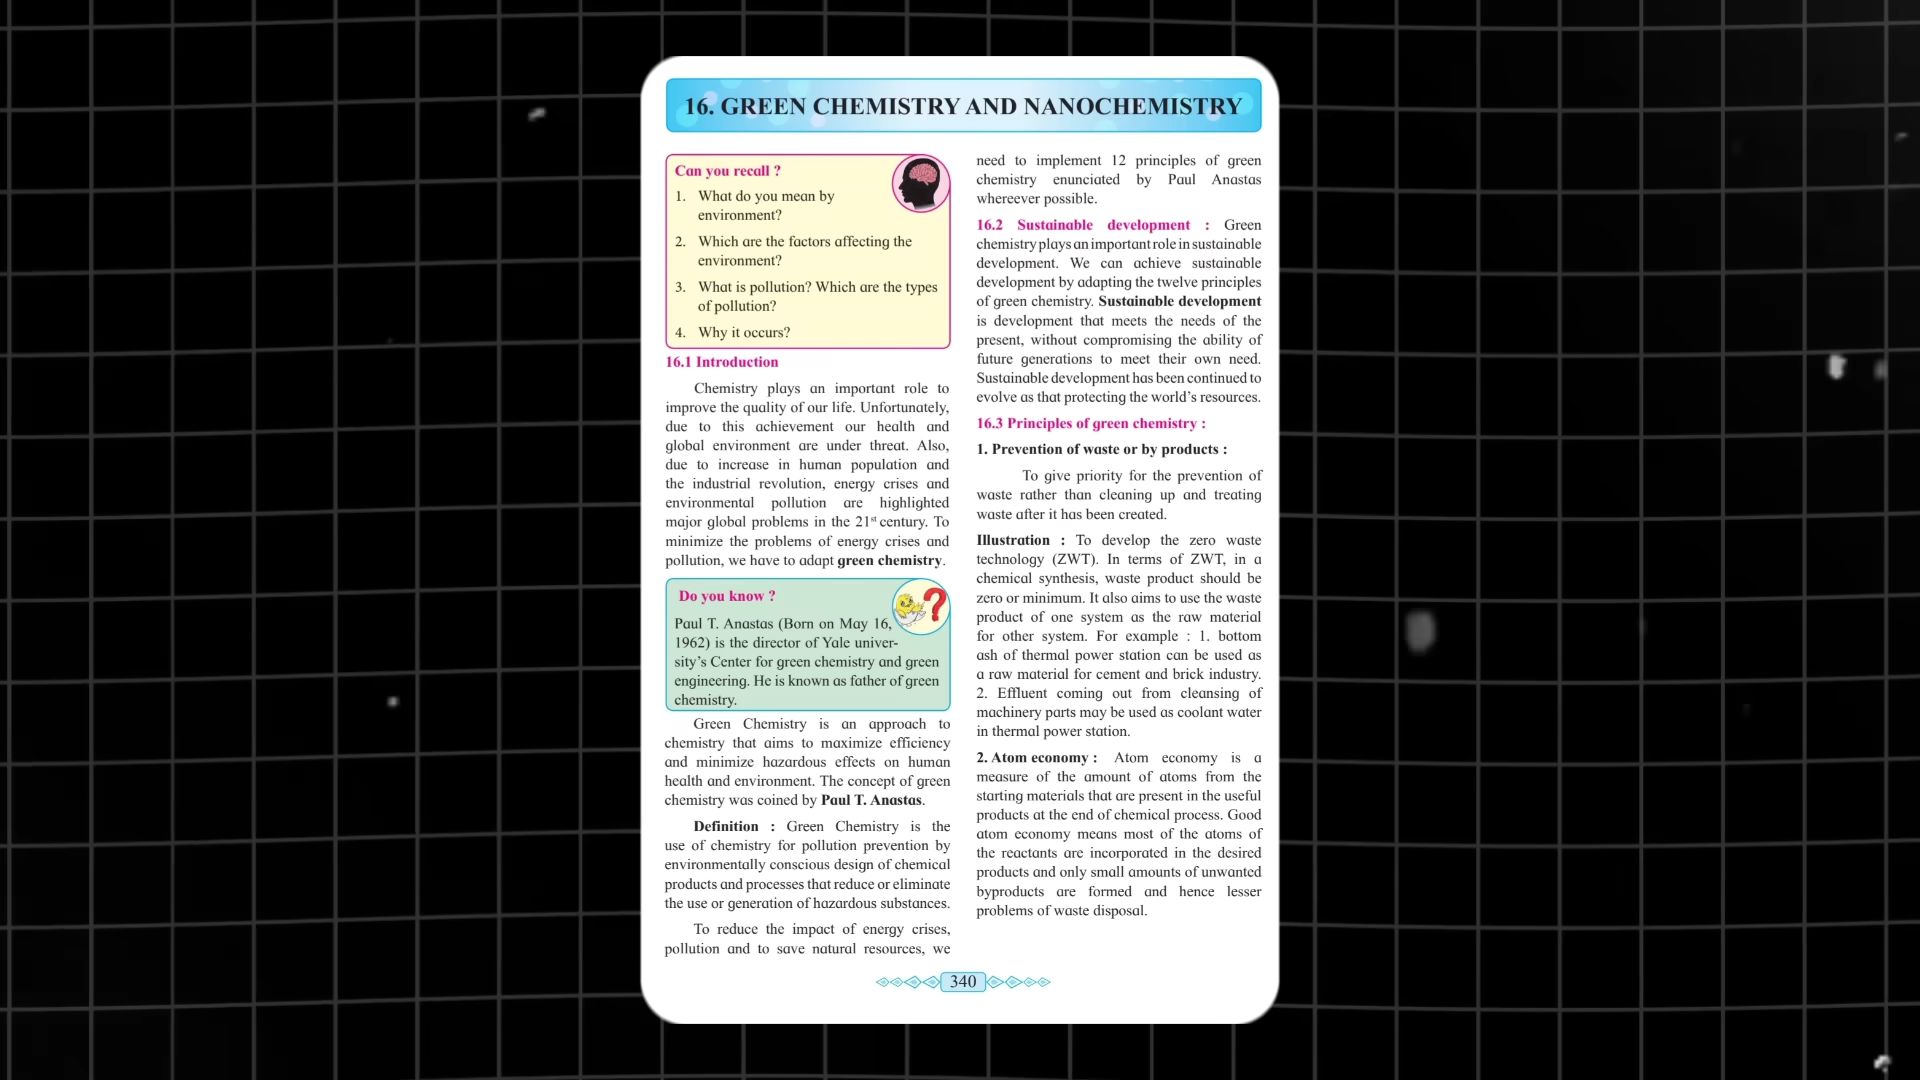 16. GREEN CHEMISTRY AND NANOCHEMISTRY
Can you recall ?
1. What do you mean by
environment?
2. Which are the factors affecting the
environment?
3. What is pollution? Which are the types
of pollution?
4. Why it occurs?
16.1 Introduction
Chemistry plays an important role to
improve the quality of our life. Unfortunately,
due to this achievement our health and
global environment are under threat. Also,
due to increase in human population and
the industrial revolution, energy crises and
environmental pollution are highlighted
major global problems in the 21st century. To
minimize the problems of energy crises and
pollution, we have to adapt green chemistry.
Do you know ?
Paul T. Anastas (Born on May 16,
1962) is the director of Yale univer-
sity's Center for green chemistry and green
engineering. He is known as father of green
chemistry.
Green Chemistry is an approach to
chemistry that aims to maximize efficiency
and minimize hazardous effects on human
health and environment. The concept of green
chemistry was coined by Paul T. Anastas.
Definition : Green Chemistry is the
use of chemistry for pollution prevention by
environmentally conscious design of chemical
products and processes that reduce or eliminate
the use or generation of hazardous substances.
To reduce the impact of energy crises,
pollution and to save natural resources, we
need to implement 12 principles of green
chemistry enunciated by Paul Anastas
whereever possible.
16.2 Sustainable development : Green
chemistry plays an important role in sustainable
development. We can achieve sustainable
development by adapting the twelve principles
of green chemistry. Sustainable development
is development that meets the needs of the
present, without compromising the ability of
future generations to meet their own need.
Sustainable development has been continued to
evolve as that protecting the world's resources.
16.3 Principles of green chemistry :
1. Prevention of waste or by products :
To give priority for the prevention of
waste rather than cleaning up and treating
waste after it has been created.
Illustration : To develop the zero waste
technology (ZWT). In terms of ZWT, in a
chemical synthesis, waste product should be
zero or minimum. It also aims to use the waste
product of one system as the raw material
for other system. For example : 1. bottom
ash of thermal power station can be used as
a raw material for cement and brick industry.
2. Effluent coming out from cleansing of
machinery parts may be used as coolant water
in thermal power station.
2. Atom economy : Atom economy is a
measure of the amount of atoms from the
starting materials that are present in the useful
products at the end of chemical process. Good
atom economy means most of the atoms of
the reactants are incorporated in the desired
products and only small amounts of unwanted
byproducts are formed and hence lesser
problems of waste disposal.
340